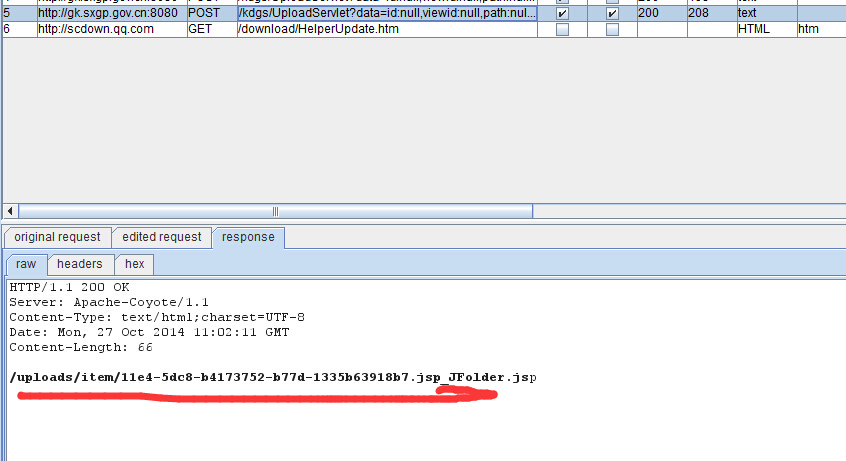 5 http://gk.sxgp.gov.cn:8080 POST /kdgs/UploadServlet?data=id:null,viewid:null,path:nul... 200 208 text
6 http://scdown.qq.com GET /download/HelperUpdate.htm HTML htm
original request edited request response
raw headers hex
HTTP/1.1 200 OK
Server: Apache-Coyote/1.1
Content-Type: text/html;charset=UTF-8
Date: Mon, 27 Oct 2014 11:02:11 GMT
Content-Length: 66
/uploads/item/11e4-5dc8-b4173752-b77d-1335b63918b7.jsp_JFolder.jsp